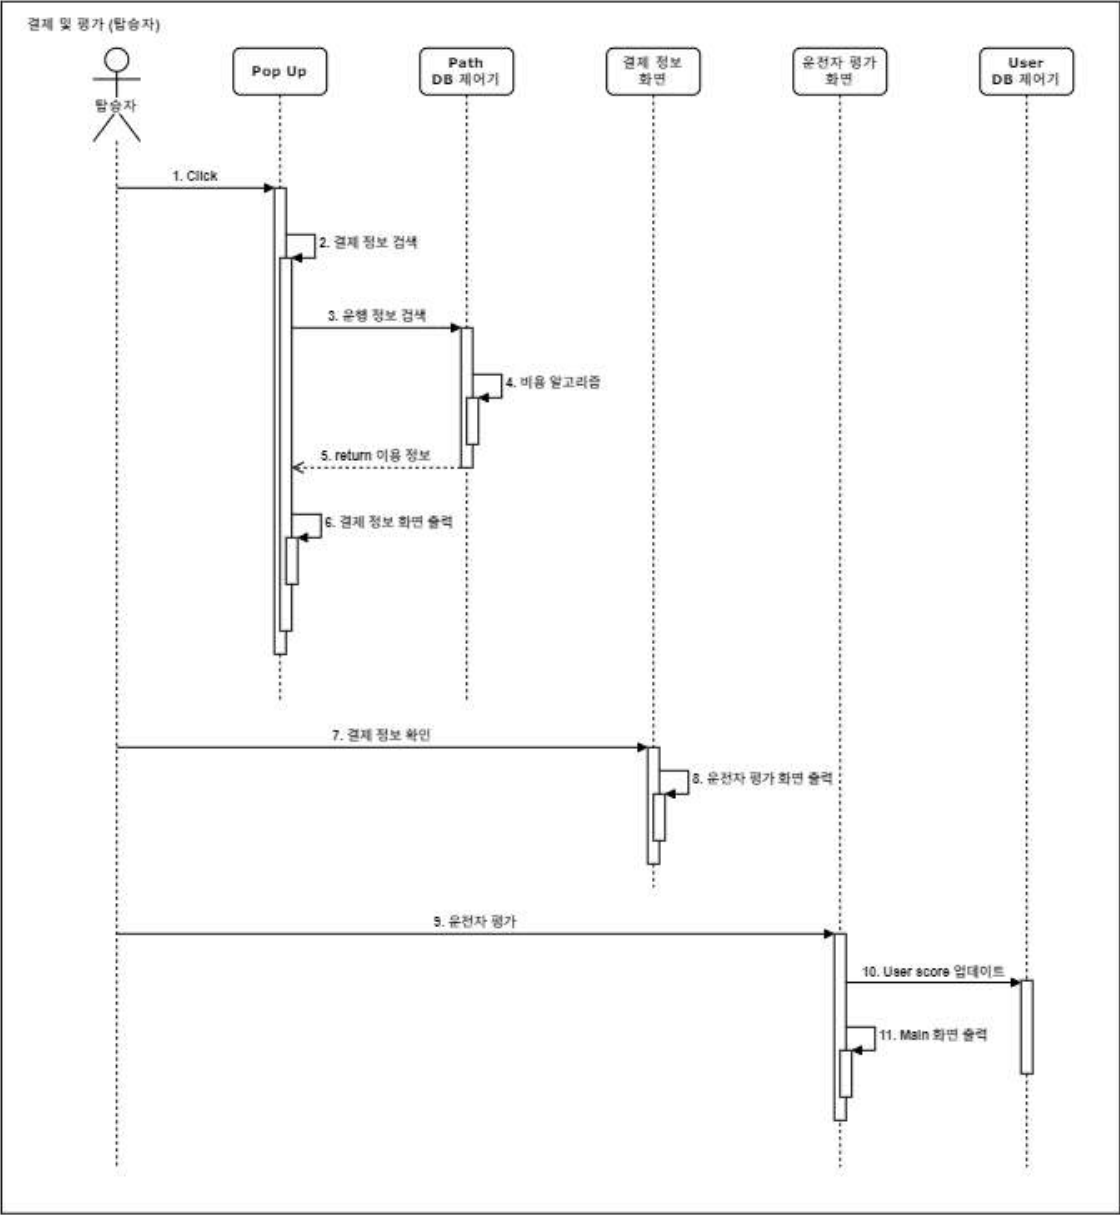 결제 및 평가 (탑승자)
탑승자
Pop Up
Path
DB 제어기
결제 정보
화면
운전자 평가
화면
User
DB 제어기
1. Click
2. 결제 정보 검색
3. 운행 정보 검색
4. 비용 알고리즘
5. return 이용 정보
6. 결제 정보 화면 출력
7. 결제 정보 확인
8. 운전자 평가 화면 출력
9. 운전자 평가
10. User score 업데이트
11. Main 화면 출력